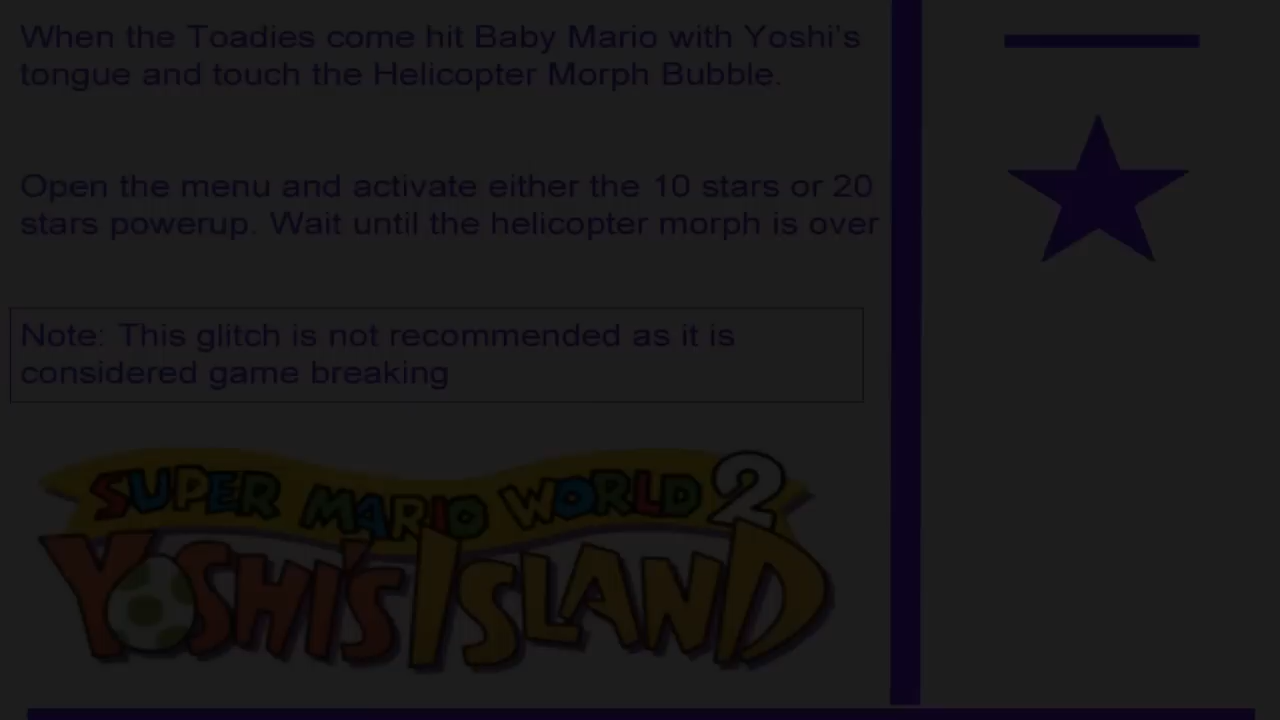 When the Toadies come hit Baby Mario with Yoshi's
tongue and touch the Helicopter Morph Bubble.
Open the menu and activate either the 10 stars or 20
stars powerup. Wait until the helicopter morph is over
Note: This glitch is not recommended as it is
considered game breaking
SUPER MARIO WORLD 2
YOSHI'S ISLAND